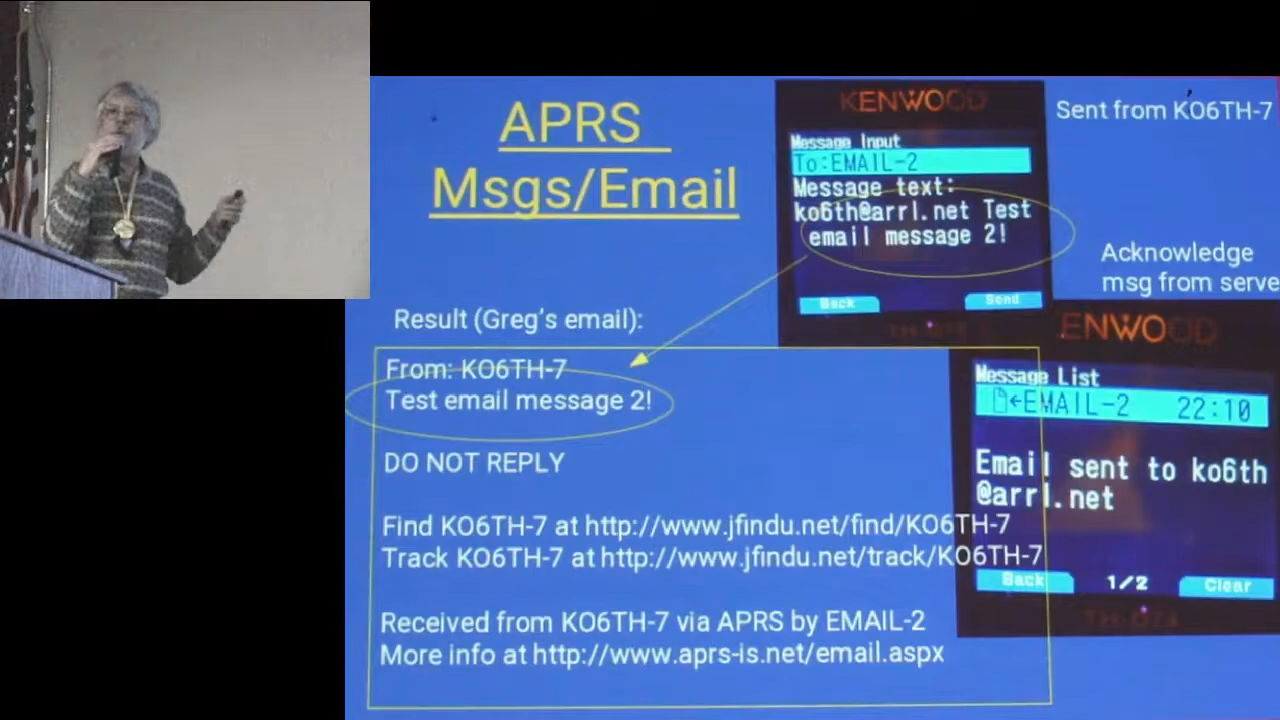 APRS
Msgs/Email
KENWOOD
Message Input
To:EMAIL-2
Message text:
ko6th@arrl.net Test
email message 2!
Back
Send
Sent from KO6TH-7
Acknowledge
msg from serve
Result (Greg's email):
From: KO6TH-7
Test email message 2!
DO NOT REPLY
Find KO6TH-7 at http://www.jfindu.net/find/KO6TH-7
Track KO6TH-7 at http://www.jfindu.net/track/KO6TH-7
Received from KO6TH-7 via APRS by EMAIL-2
More info at http://www.aprs-is.net/email.aspx
ENWOOD
Message List
←EMAIL-2 22:10
Email sent to ko6th
@arrl.net
Back
1/2
Clear
TH-D74